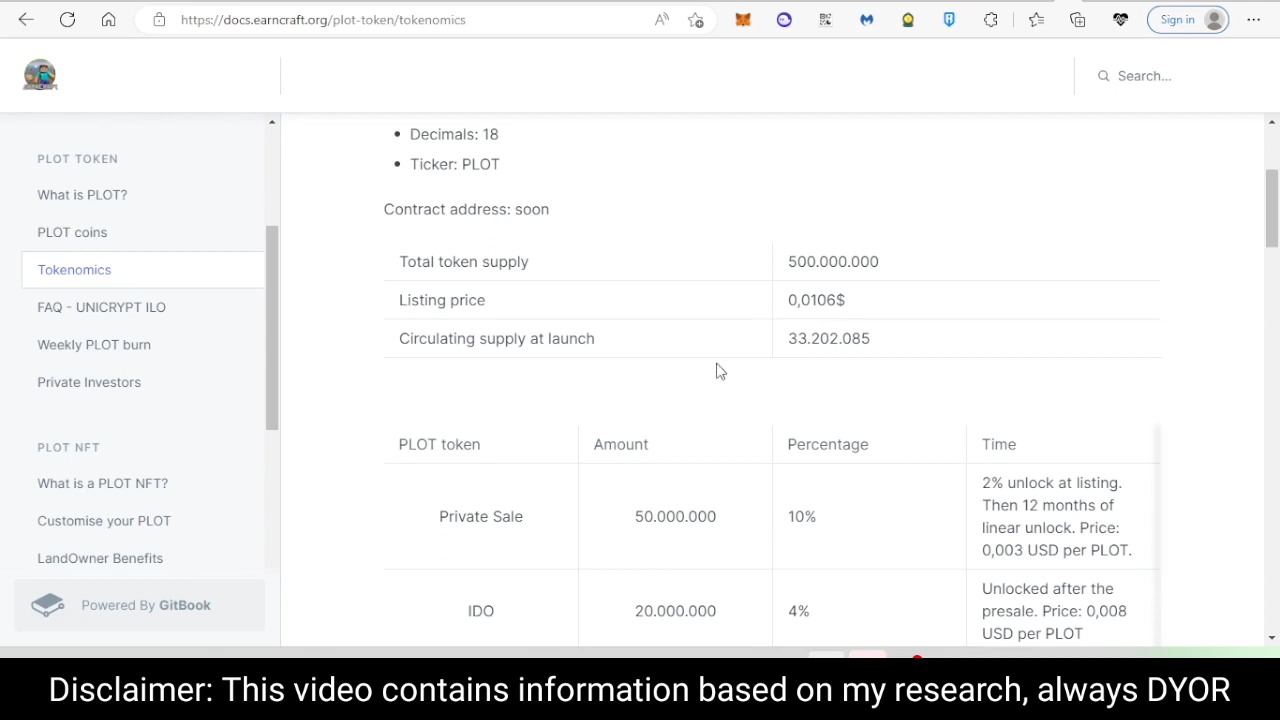 https://docs.earncraft.org/plot-token/tokenomics
Sign in
Search...
PLOT TOKEN
What is PLOT?
PLOT coins
Tokenomics
FAQ - UNICRYPT ILO
Weekly PLOT burn
Private Investors
PLOT NFT
What is a PLOT NFT?
Customise your PLOT
LandOwner Benefits
Powered By GitBook
Decimals: 18
Ticker: PLOT
Contract address: soon
Total token supply 500.000.000
Listing price 0,0106$
Circulating supply at launch 33.202.085
PLOT token Amount Percentage Time
Private Sale 50.000.000 10% 2% unlock at listing.
Then 12 months of
linear unlock. Price:
0,003 USD per PLOT.
IDO 20.000.000 4% Unlocked after the
presale. Price: 0,008
USD per PLOT
Disclaimer: This video contains information based on my research, always DYOR